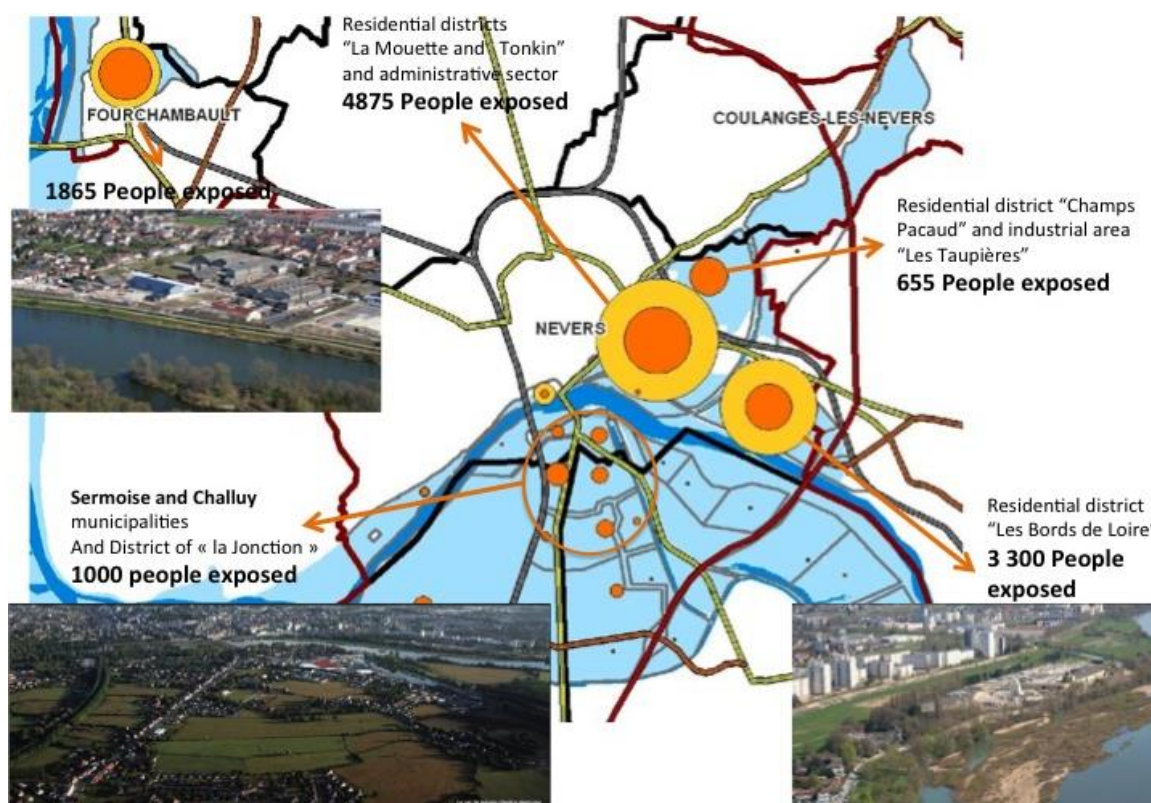 Residential districts
“La Mouette and Tonkin”
and administrative sector
4875 People exposed
FOURCHAMBAULT
COULANGES-LES-NEVERS
1865 People exposed
Residential district “Champs
Pacaud” and industrial area
“Les Taupières”
655 People exposed
NEVERS
Sermoise and Challuy
municipalities
And District of « la Jonction »
1000 people exposed
Residential district
“Les Bords de Loire”
3 300 People
exposed